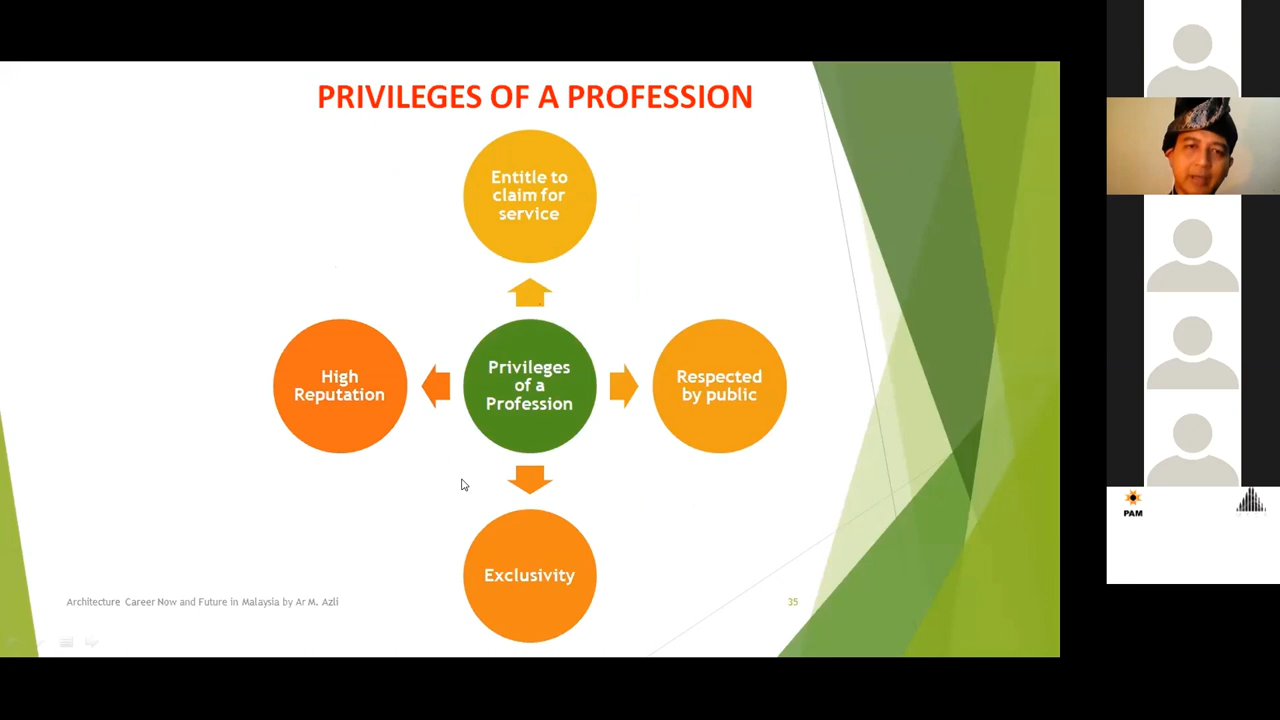 PRIVILEGES OF A PROFESSION
Entitle to
claim for
service
High
Reputation
Privileges
of a
Profession
Respected
by public
Exclusivity
Architecture Career Now and Future in Malaysia by Ar M. Azli
35
PAM